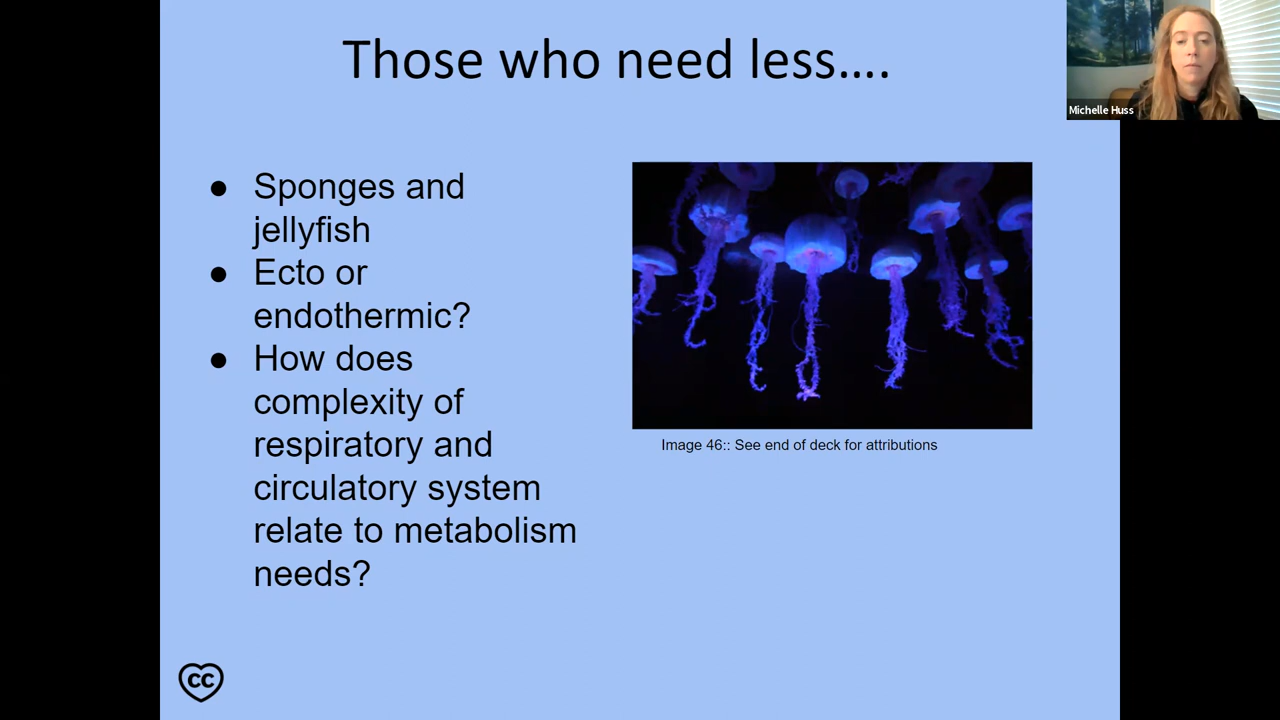 Those who need less….
Michelle Huss
● Sponges and
jellyfish
● Ecto or
endothermic?
● How does
complexity of
respiratory and
circulatory system
relate to metabolism
needs?
Image 46:: See end of deck for attributions
CC